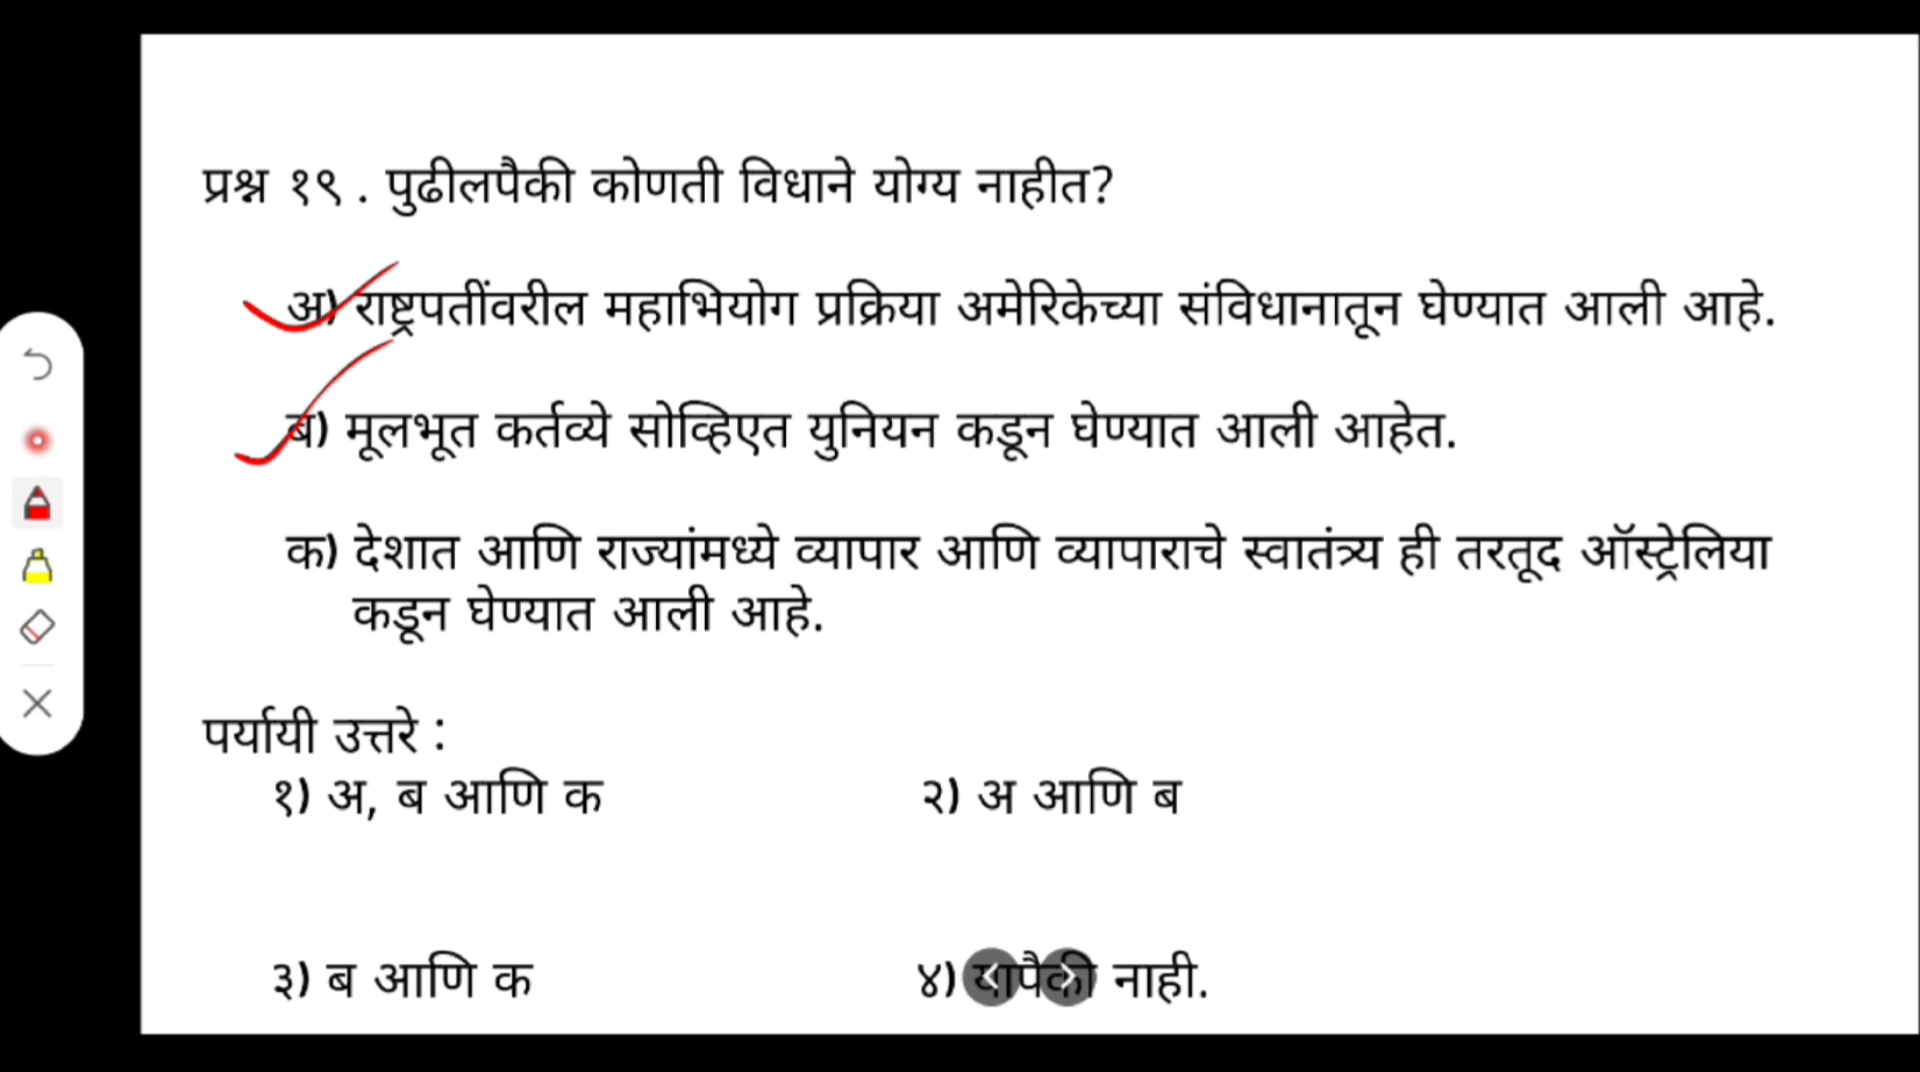 प्रश्न १९ . पुढीलपैकी कोणती विधाने योग्य नाहीत?
अ) राष्ट्रपतींवरील महाभियोग प्रक्रिया अमेरिकेच्या संविधानातून घेण्यात आली आहे.
ब) मूलभूत कर्तव्ये सोव्हिएत युनियन कडून घेण्यात आली आहेत.
क) देशात आणि राज्यांमध्ये व्यापार आणि व्यापाराचे स्वातंत्र्य ही तरतूद ऑस्ट्रेलिया
कडून घेण्यात आली आहे.
पर्यायी उत्तरे :
१) अ, ब आणि क २) अ आणि ब
३) ब आणि क ४) यापैकी नाही.